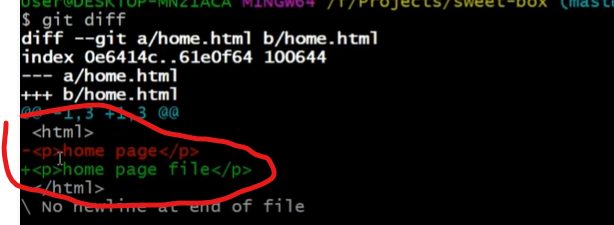 User@DESKTOP-MN21ACA MINGW64 /f/Projects/sweet-box (mast
$ git diff
diff --git a/home.html b/home.html
index 0e6414c..61e0f64 100644
--- a/home.html
+++ b/home.html
@@ -1,3 +1,3 @@
 <html>
-<p>home page</p>
+<p>home page file</p>
 </html>
\ No newline at end of file